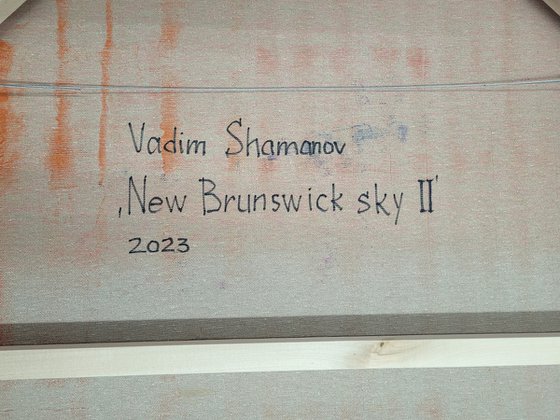 Vadim Shamanov
‚New Brunswick sky II'
2023